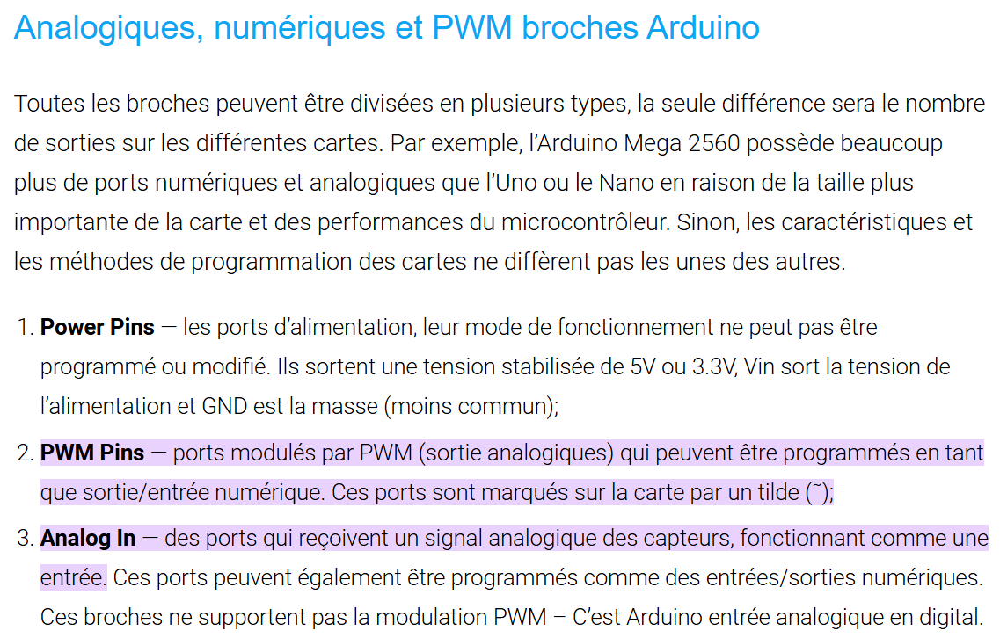 Analogiques, numériques et PWM broches Arduino
Toutes les broches peuvent être divisées en plusieurs types, la seule différence sera le nombre
de sorties sur les différentes cartes. Par exemple, l’Arduino Mega 2560 possède beaucoup
plus de ports numériques et analogiques que l’Uno ou le Nano en raison de la taille plus
importante de la carte et des performances du microcontrôleur. Sinon, les caractéristiques et
les méthodes de programmation des cartes ne diffèrent pas les unes des autres.
1. Power Pins — les ports d’alimentation, leur mode de fonctionnement ne peut pas être
programmé ou modifié. Ils sortent une tension stabilisée de 5V ou 3.3V, Vin sort la tension de
l’alimentation et GND est la masse (moins commun);
2. PWM Pins — ports modulés par PWM (sortie analogiques) qui peuvent être programmés en tant
que sortie/entrée numérique. Ces ports sont marqués sur la carte par un tilde (˜);
3. Analog In — des ports qui reçoivent un signal analogique des capteurs, fonctionnant comme une
entrée. Ces ports peuvent également être programmés comme des entrées/sorties numériques.
Ces broches ne supportent pas la modulation PWM – C’est Arduino entrée analogique en digital.